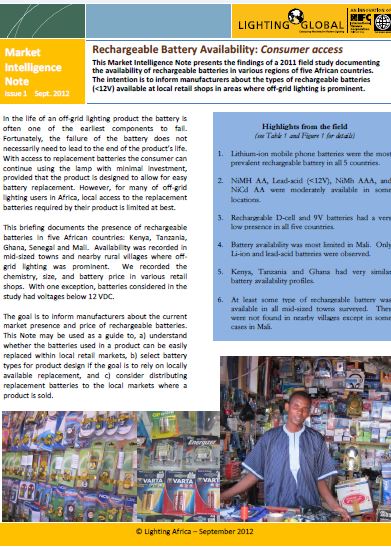 LIGHTING GLOBAL
An Innovation of
IFC
Market
Intelligence
Note
Issue 1 Sept. 2012
Rechargeable Battery Availability: Consumer access
This Market Intelligence Note presents the findings of a 2011 field study documenting
the availability of rechargeable batteries in various regions of five African countries.
The intention is to inform manufacturers about the types of rechargeable batteries
(<12V) available at local retail shops in areas where off-grid lighting is prominent.
In the life of an off-grid lighting product the battery is
often one of the earliest components to fail.
Fortunately, the failure of the battery does not
necessarily need to lead to the end of the product's life.
With access to replacement batteries the consumer can
continue using the lamp with minimal investment,
provided that the product is designed to allow for easy
battery replacement. However, for many of off-grid
lighting users in Africa, local access to the replacement
batteries required by their product is limited at best.
This briefing documents the presence of rechargeable
batteries in five African countries: Kenya, Tanzania,
Ghana, Senegal and Mali. Availability was recorded in
mid-sized towns and nearby rural villages where off-
grid lighting was prominent. We recorded the
chemistry, size, and battery price in various retail
shops. With one exception, batteries considered in the
study had voltages below 12 VDC.
The goal is to inform manufacturers about the current
market presence and price of rechargeable batteries.
This Note may be used as a guide to, a) understand
whether the batteries used in a product can be easily
replaced within local retail markets, b) select battery
types for product design if the goal is to rely on locally
available replacement, and c) consider distributing
replacement batteries to the local markets where a
product is sold.
Highlights from the field
(see Table 1 and Figure 1 for details)
1. Lithium-ion mobile phone batteries were the most
prevalent rechargeable battery in all 5 countries.
2. NiMH AA, Lead-acid (<12V), NiMh AAA, and
NiCd AA were moderately available in some
locations.
3. Rechargeable D-cell and 9V batteries had a very
low presence in all five countries.
4. Battery availability was most limited in Mali. Only
Li-ion and lead-acid batteries were observed.
5. Kenya, Tanzania and Ghana had very similar
battery availability profiles.
6. At least some type of rechargeable battery was
available in all mid-sized towns surveyed. They
were not found in nearby villages except in some
cases in Mali.
Energizer
VARTA
VARTA
© Lighting Africa – September 2012